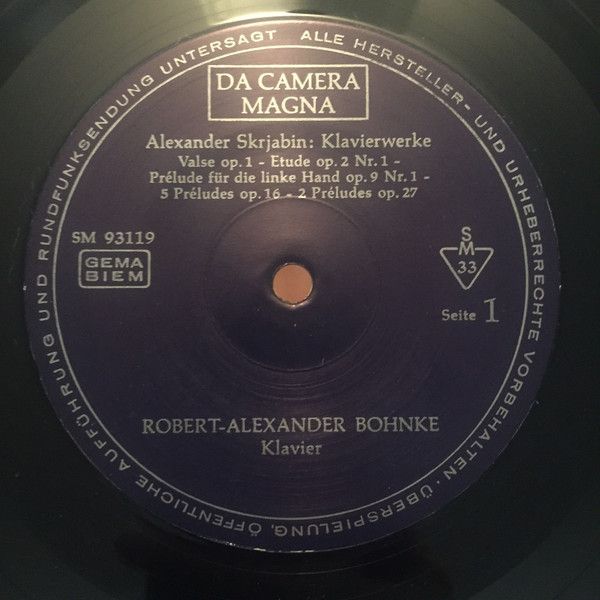 ALLE HERSTELLER- UND URHEBERRECHTE VORBEHALTEN · ÜBERSPIELUNG, ÖFFENTLICHE AUFFÜHRUNG UND RUNDFUNKSENDUNG UNTERSAGT
DA CAMERA
MAGNA
Alexander Skrjabin: Klavierwerke
Valse op. 1 - Etude op. 2 Nr. 1 -
Prélude für die linke Hand op. 9 Nr. 1 -
5 Préludes op. 16 - 2 Préludes op. 27
SM 93119
GEMA
BIEM
S
M
33
Seite 1
ROBERT-ALEXANDER BOHNKE
Klavier